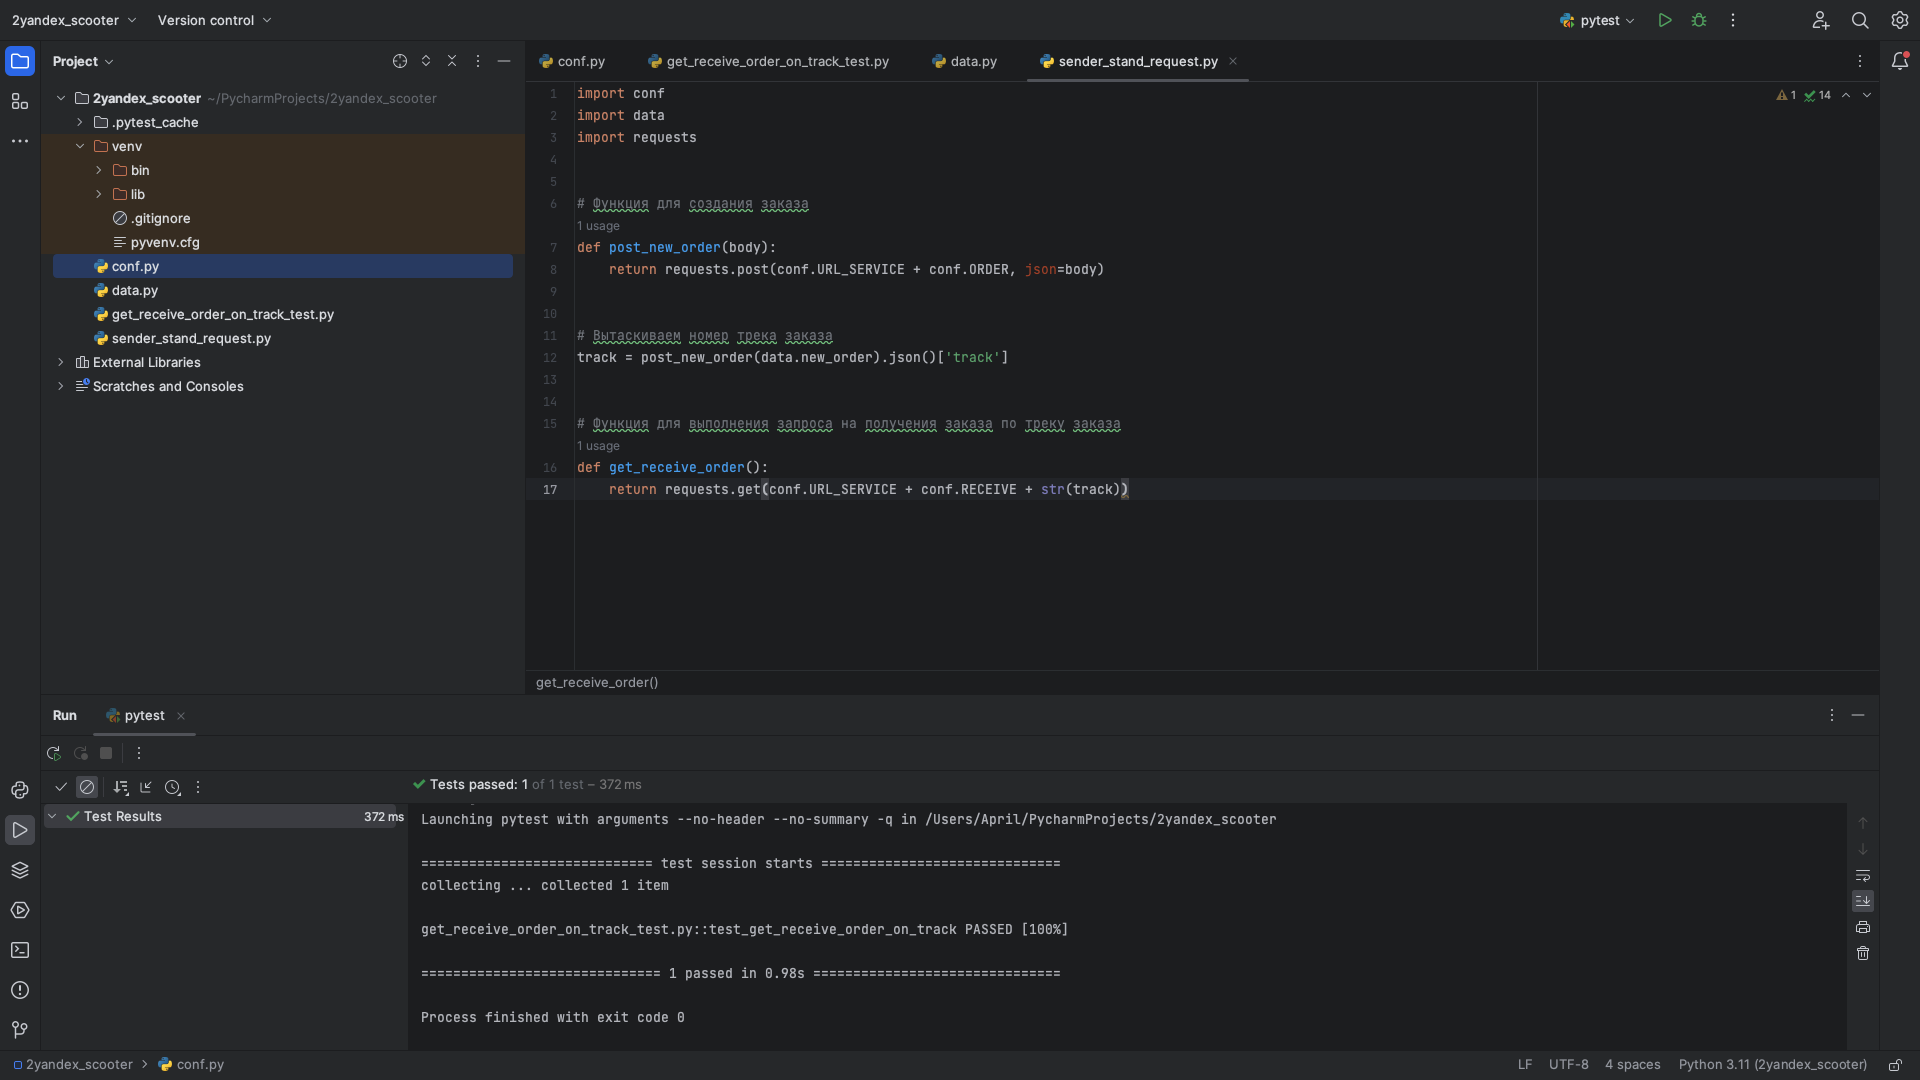 2yandex_scooter
Version control
pytest
Project
conf.py
get_receive_order_on_track_test.py
data.py
sender_stand_request.py
2yandex_scooter ~/PycharmProjects/2yandex_scooter
.pytest_cache
venv
bin
lib
.gitignore
pyvenv.cfg
conf.py
data.py
get_receive_order_on_track_test.py
sender_stand_request.py
External Libraries
Scratches and Consoles
1 14
1 import conf
2 import data
3 import requests
4
5
6 # Функция для создания заказа
1 usage
7 def post_new_order(body):
8 return requests.post(conf.URL_SERVICE + conf.ORDER, json=body)
9
10
11 # Вытаскиваем номер трека заказа
12 track = post_new_order(data.new_order).json()['track']
13
14
15 # Функция для выполнения запроса на получения заказа по треку заказа
1 usage
16 def get_receive_order():
17 return requests.get(conf.URL_SERVICE + conf.RECEIVE + str(track))
get_receive_order()
Run
pytest
Tests passed: 1 of 1 test – 372 ms
Test Results 372 ms
Launching pytest with arguments --no-header --no-summary -q in /Users/April/PycharmProjects/2yandex_scooter
============================= test session starts ==============================
collecting ... collected 1 item
get_receive_order_on_track_test.py::test_get_receive_order_on_track PASSED [100%]
============================== 1 passed in 0.98s ===============================
Process finished with exit code 0
2yandex_scooter
conf.py
LF UTF-8 4 spaces Python 3.11 (2yandex_scooter)